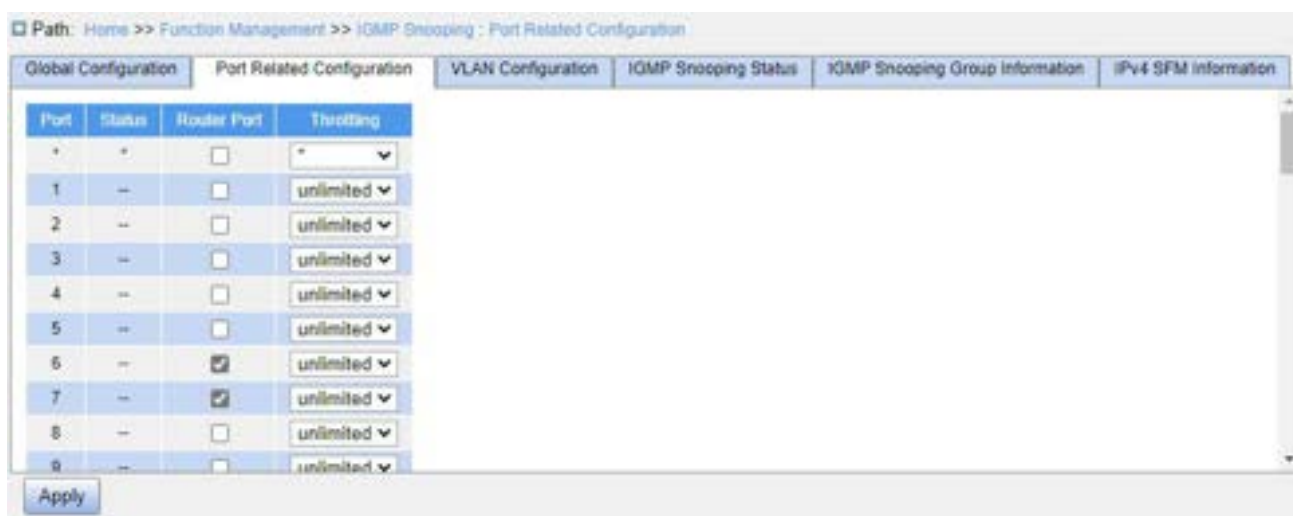 Path: Home >> Function Management >> IGMP Snooping : Port Related Configuration
Global Configuration Port Related Configuration VLAN Configuration IGMP Snooping Status IGMP Snooping Group Information IPv4 SFM Information
Port Status Router Port Throttling
* * *
1 -- unlimited
2 -- unlimited
3 -- unlimited
4 -- unlimited
5 -- unlimited
6 -- unlimited
7 -- unlimited
8 -- unlimited
9 -- unlimited
Apply